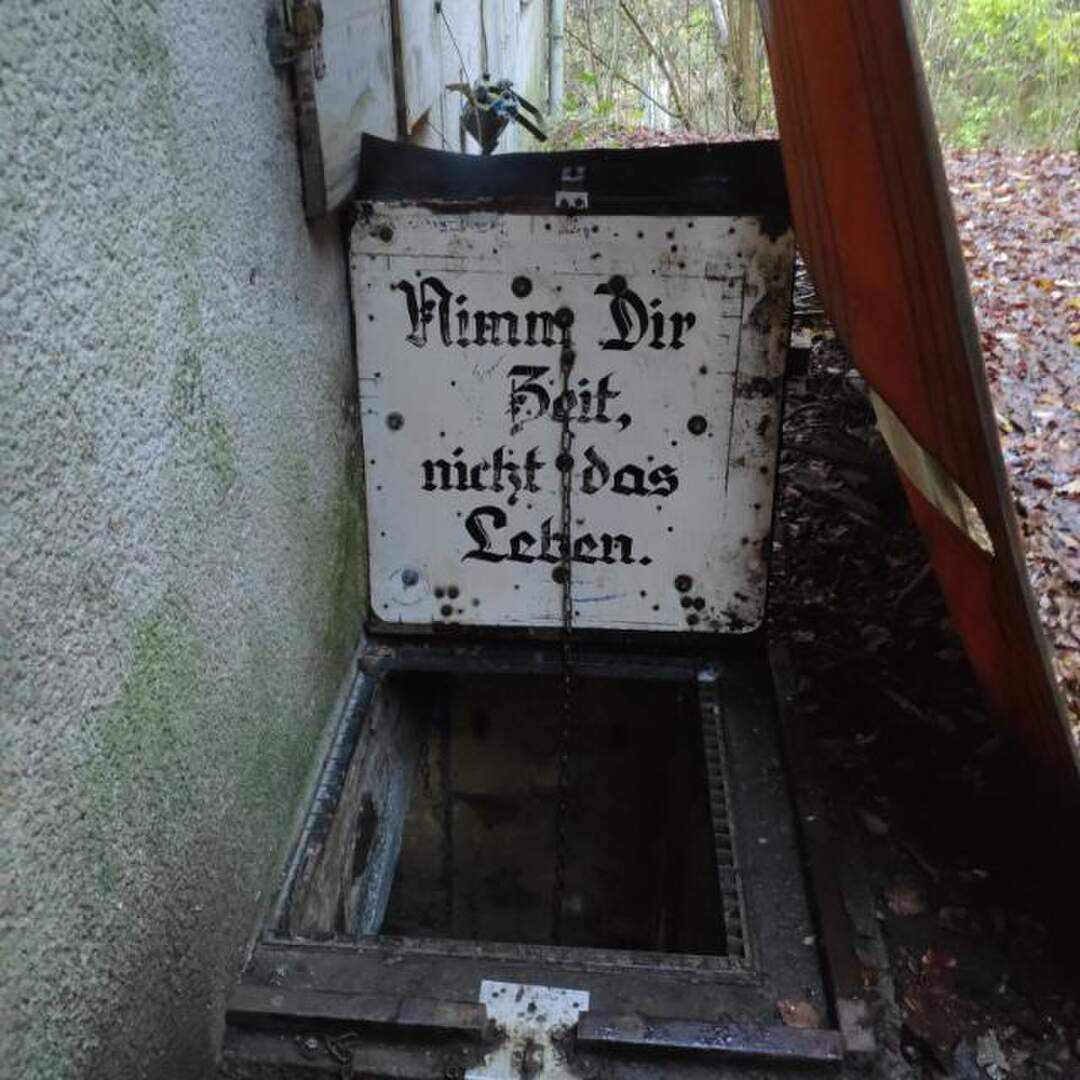 Nimm Dir
Zeit,
nicht das
Leben.